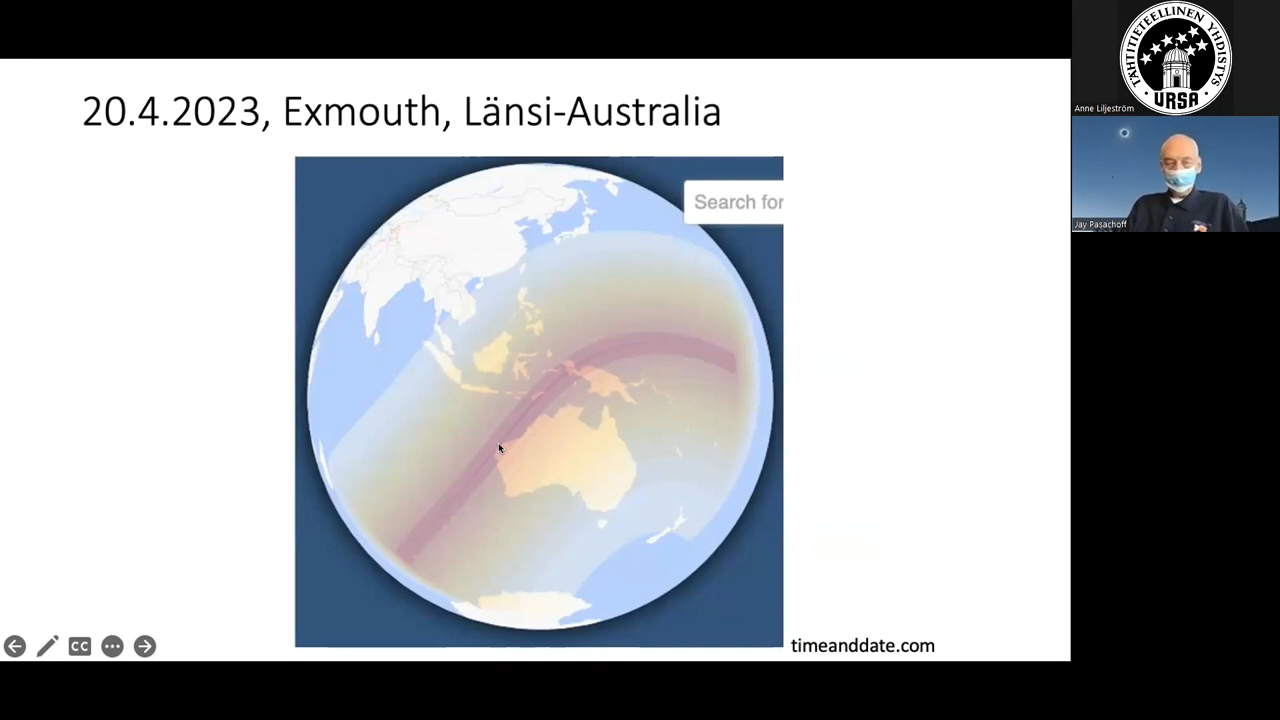 20.4.2023, Exmouth, Länsi-Australia
Search for
timeanddate.com
CC
TÄHTITIETEELLINEN YHDISTYS
• URSA •
Anne Liljeström
Jay Pasachoff